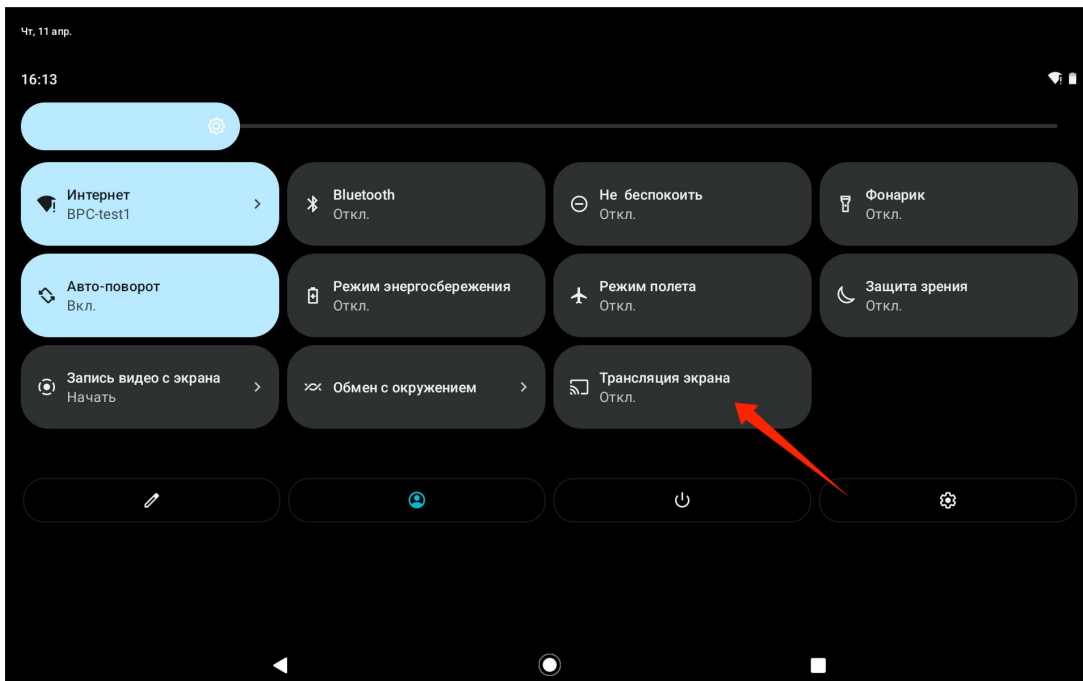 Чт, 11 апр.
16:13
Интернет
BPC-test1
Bluetooth
Откл.
Не беспокоить
Откл.
Фонарик
Откл.
Авто-поворот
Вкл.
Режим энергосбережения
Откл.
Режим полета
Откл.
Защита зрения
Откл.
Запись видео с экрана
Начать
Обмен с окружением
Трансляция экрана
Откл.